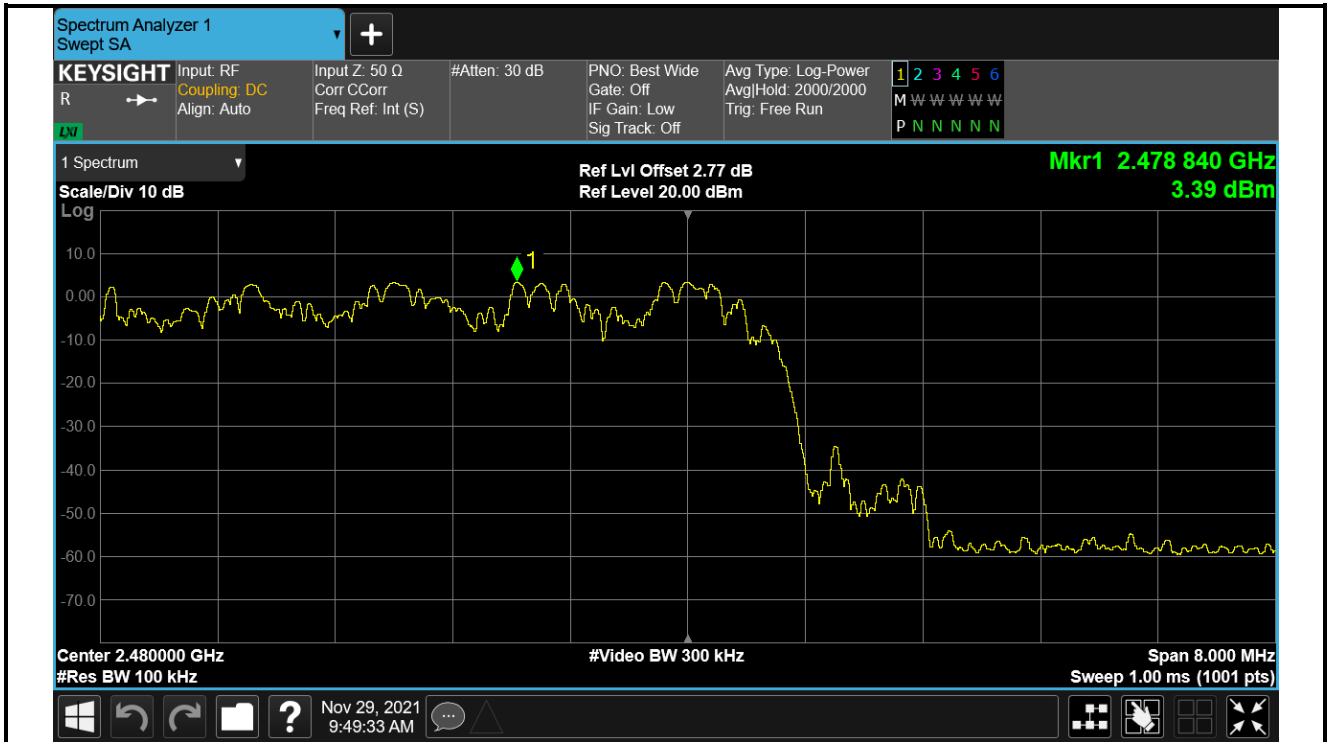 Spectrum Analyzer 1
Swept SA
+
KEYSIGHT
R
LXI
Input: RF
Coupling: DC
Align: Auto
Input Z: 50 Ω
Corr CCorr
Freq Ref: Int (S)
#Atten: 30 dB
PNO: Best Wide
Gate: Off
IF Gain: Low
Sig Track: Off
Avg Type: Log-Power
Avg|Hold: 2000/2000
Trig: Free Run
1 2 3 4 5 6
M W W W W W
P N N N N N
1 Spectrum
Scale/Div 10 dB
Log
Ref Lvl Offset 2.77 dB
Ref Level 20.00 dBm
Mkr1 2.478 840 GHz
3.39 dBm
1
10.0
0.00
-10.0
-20.0
-30.0
-40.0
-50.0
-60.0
-70.0
Center 2.480000 GHz
#Res BW 100 kHz
#Video BW 300 kHz
Span 8.000 MHz
Sweep 1.00 ms (1001 pts)
?
Nov 29, 2021
9:49:33 AM